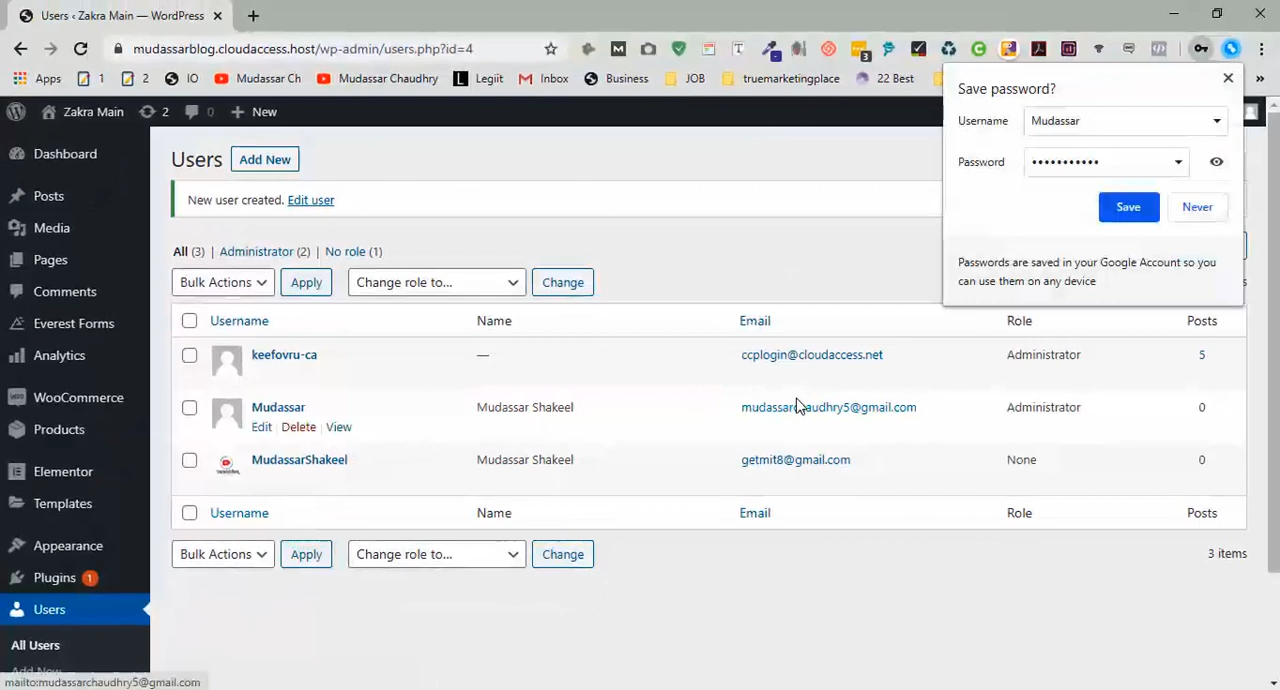 Users ‹ Zakra Main — WordPress
mudassarblog.cloudaccess.host/wp-admin/users.php?id=4
Apps 1 2 IO Mudassar Ch Mudassar Chaudhry Legiit Inbox Business JOB truemarketingplace 22 Best »
Zakra Main 2 0 New
Save password?
Username Mudassar
Password •••••••••••
Save Never
Passwords are saved in your Google Account so you
can use them on any device
Dashboard
Posts
Media
Pages
Comments
Everest Forms
Analytics
WooCommerce
Products
Elementor
Templates
Appearance
Plugins 1
Users
All Users
Add New
Users Add New
New user created. Edit user
All (3) | Administrator (2) | No role (1)
Bulk Actions Apply Change role to... Change
Username Name Email Role Posts
keefovru-ca — ccplogin@cloudaccess.net Administrator 5
Mudassar Mudassar Shakeel mudassarchaudhry5@gmail.com Administrator 0
Edit | Delete | View
MudassarShakeel Mudassar Shakeel getmit8@gmail.com None 0
Username Name Email Role Posts
Bulk Actions Apply Change role to... Change 3 items
mailto:mudassarchaudhry5@gmail.com